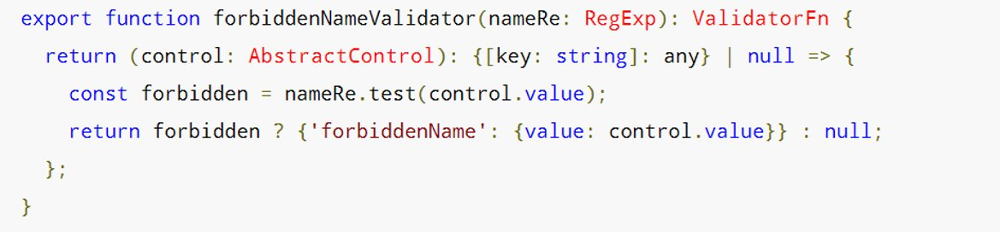 export function forbiddenNameValidator(nameRe: RegExp): ValidatorFn {
  return (control: AbstractControl): {[key: string]: any} | null => {
    const forbidden = nameRe.test(control.value);
    return forbidden ? {'forbiddenName': {value: control.value}} : null;
  };
}